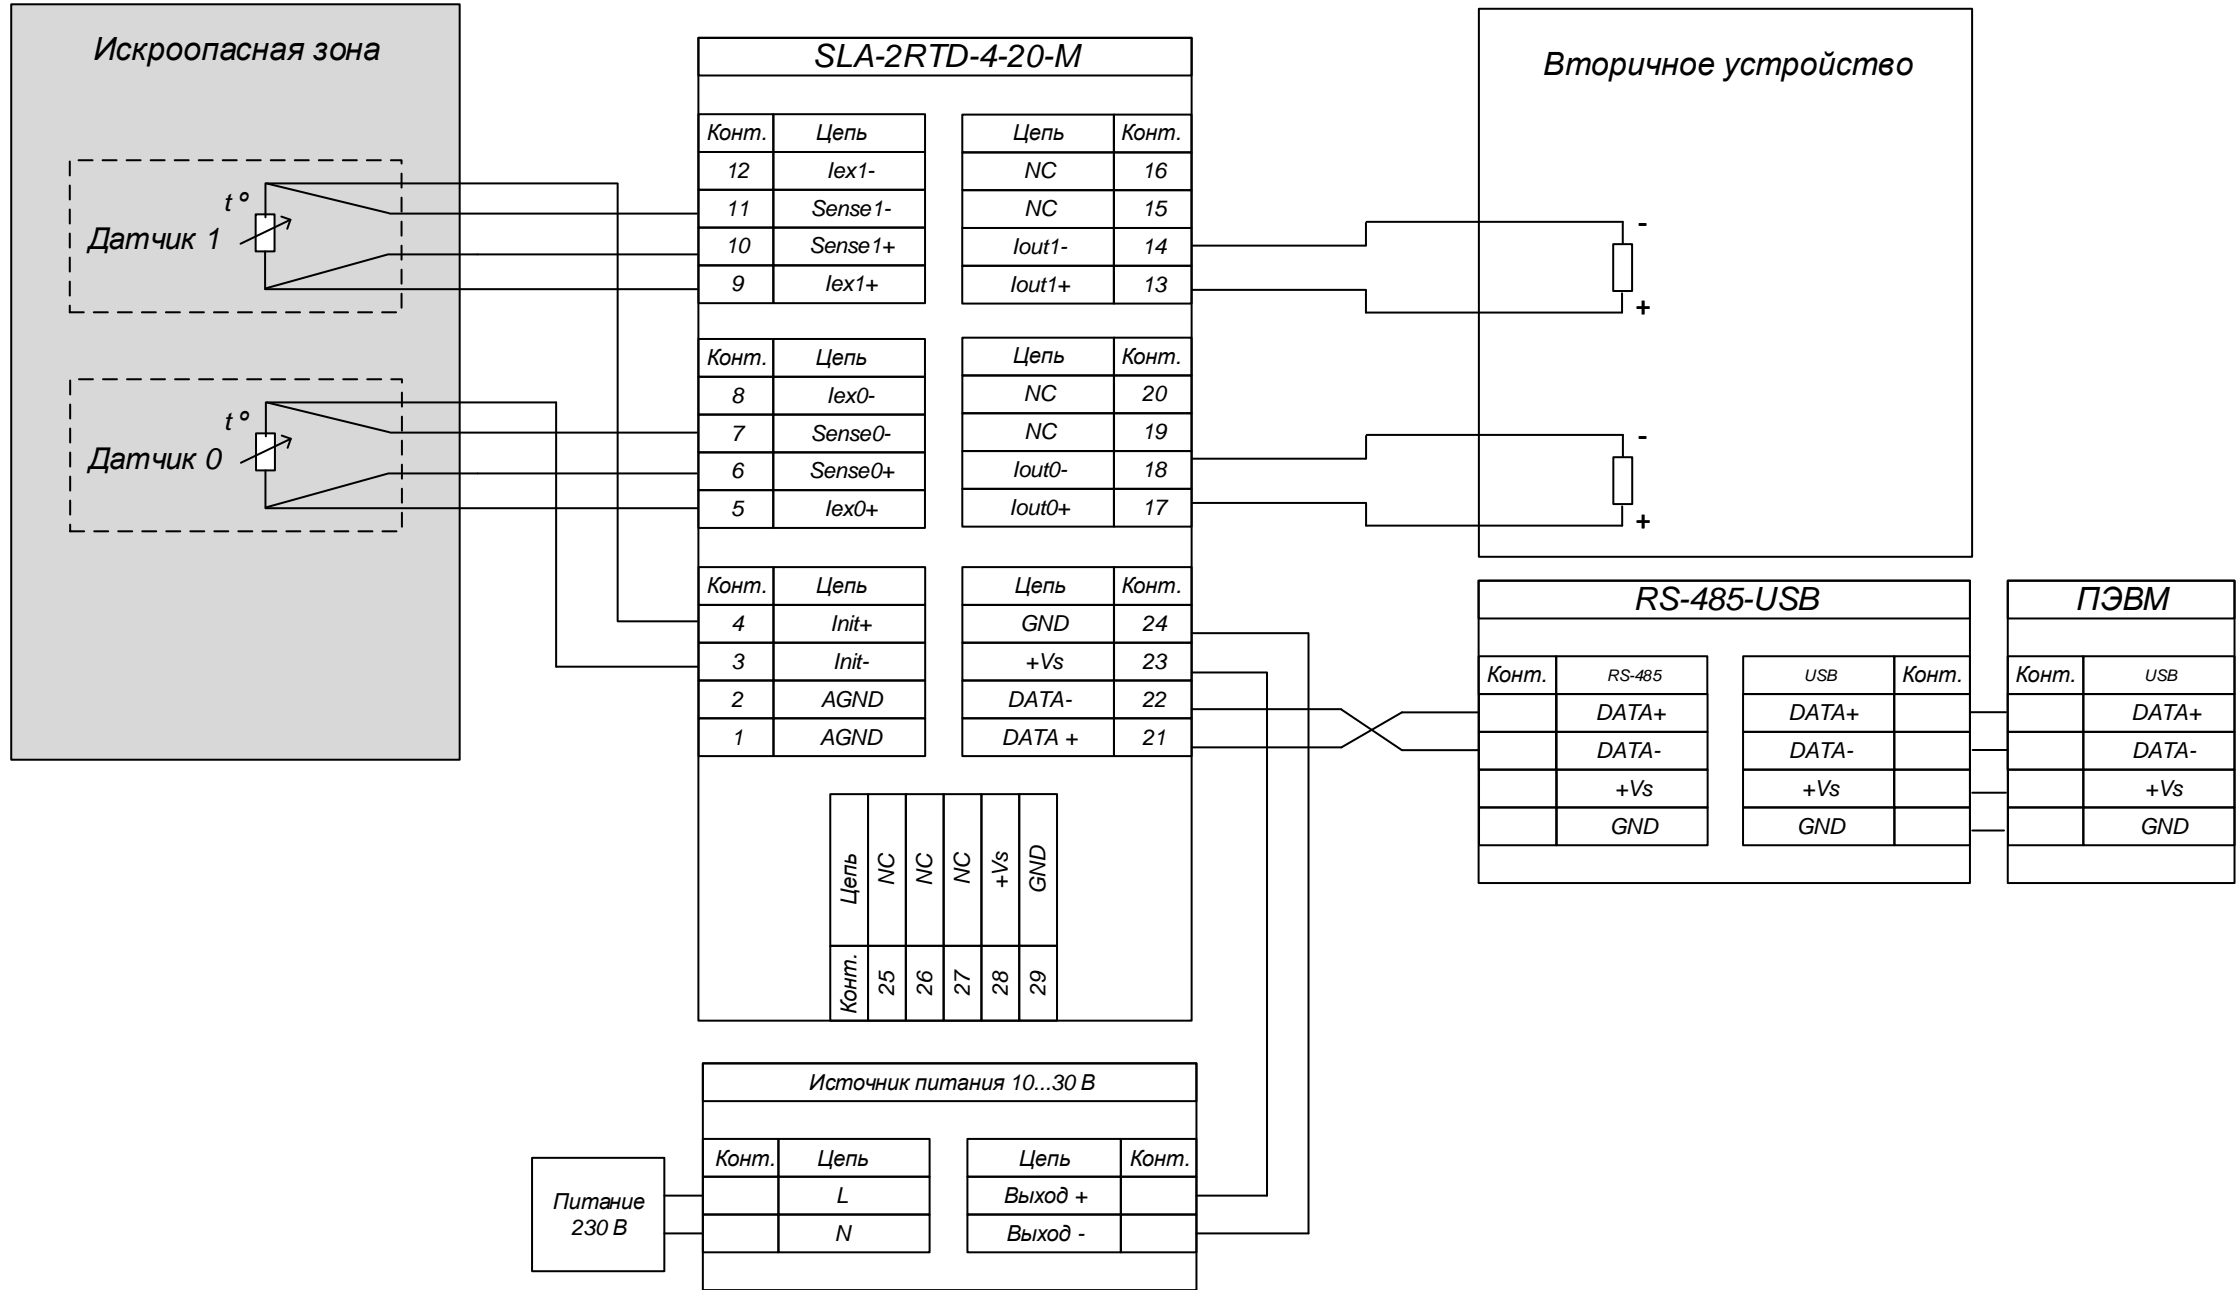 Искроопасная зона
t°
Датчик 1
t°
Датчик 0
SLA-2RTD-4-20-M
Конт. Цепь
12 Iex1-
11 Sense1-
10 Sense1+
9 Iex1+
Конт. Цепь
8 Iex0-
7 Sense0-
6 Sense0+
5 Iex0+
Конт. Цепь
4 Init+
3 Init-
2 AGND
1 AGND
Цепь Конт.
NC 16
NC 15
Iout1- 14
Iout1+ 13
Цепь Конт.
NC 20
NC 19
Iout0- 18
Iout0+ 17
Цепь Конт.
GND 24
+Vs 23
DATA- 22
DATA + 21
Цепь NC NC NC +Vs GND
Конт. 25 26 27 28 29
Вторичное устройство
-
+
-
+
RS-485-USB
Конт. RS-485
DATA+
DATA-
+Vs
GND
USB Конт.
DATA+
DATA-
+Vs
GND
ПЭВМ
Конт. USB
DATA+
DATA-
+Vs
GND
Источник питания 10...30 В
Питание
230 В
Конт. Цепь
L
N
Цепь Конт.
Выход +
Выход -